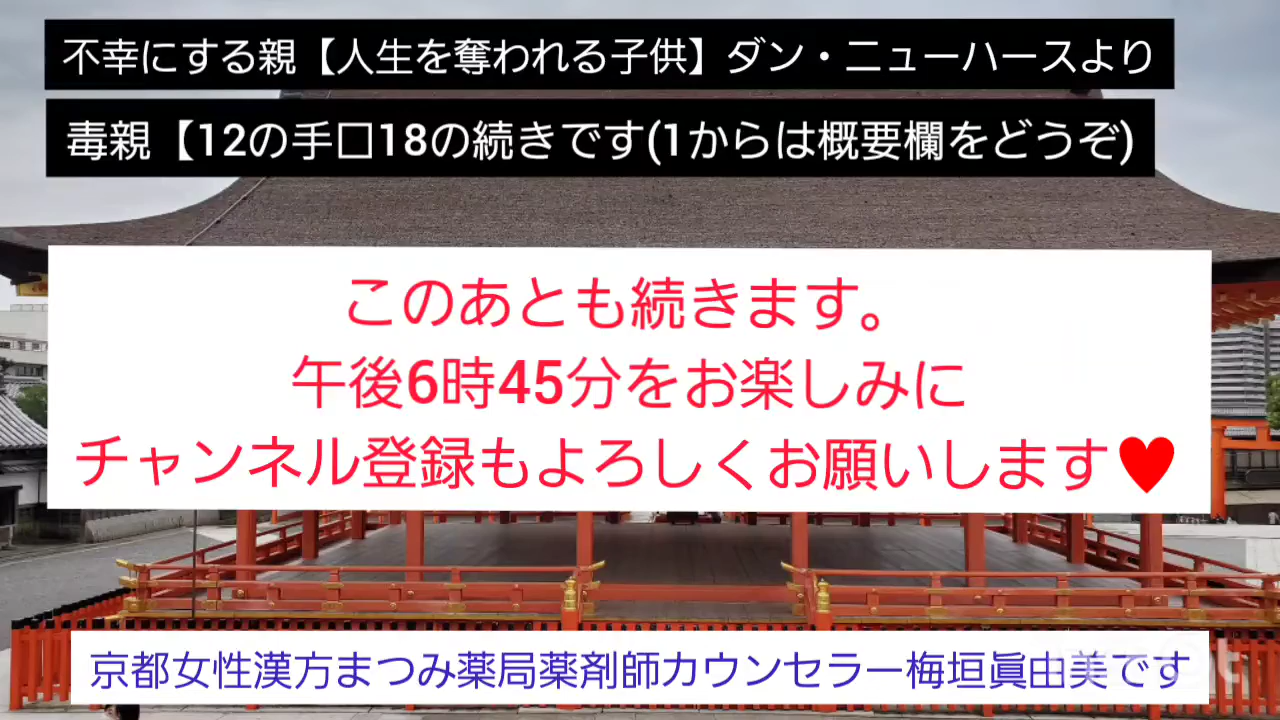 不幸にする親【人生を奪われる子供】ダン・ニューハースより
毒親【12の手口18の続きです(1からは概要欄をどうぞ)
このあとも続きます。
午後6時45分をお楽しみに
チャンネル登録もよろしくお願いします♥
京都女性漢方まつみ薬局薬剤師カウンセラー梅垣眞由美です